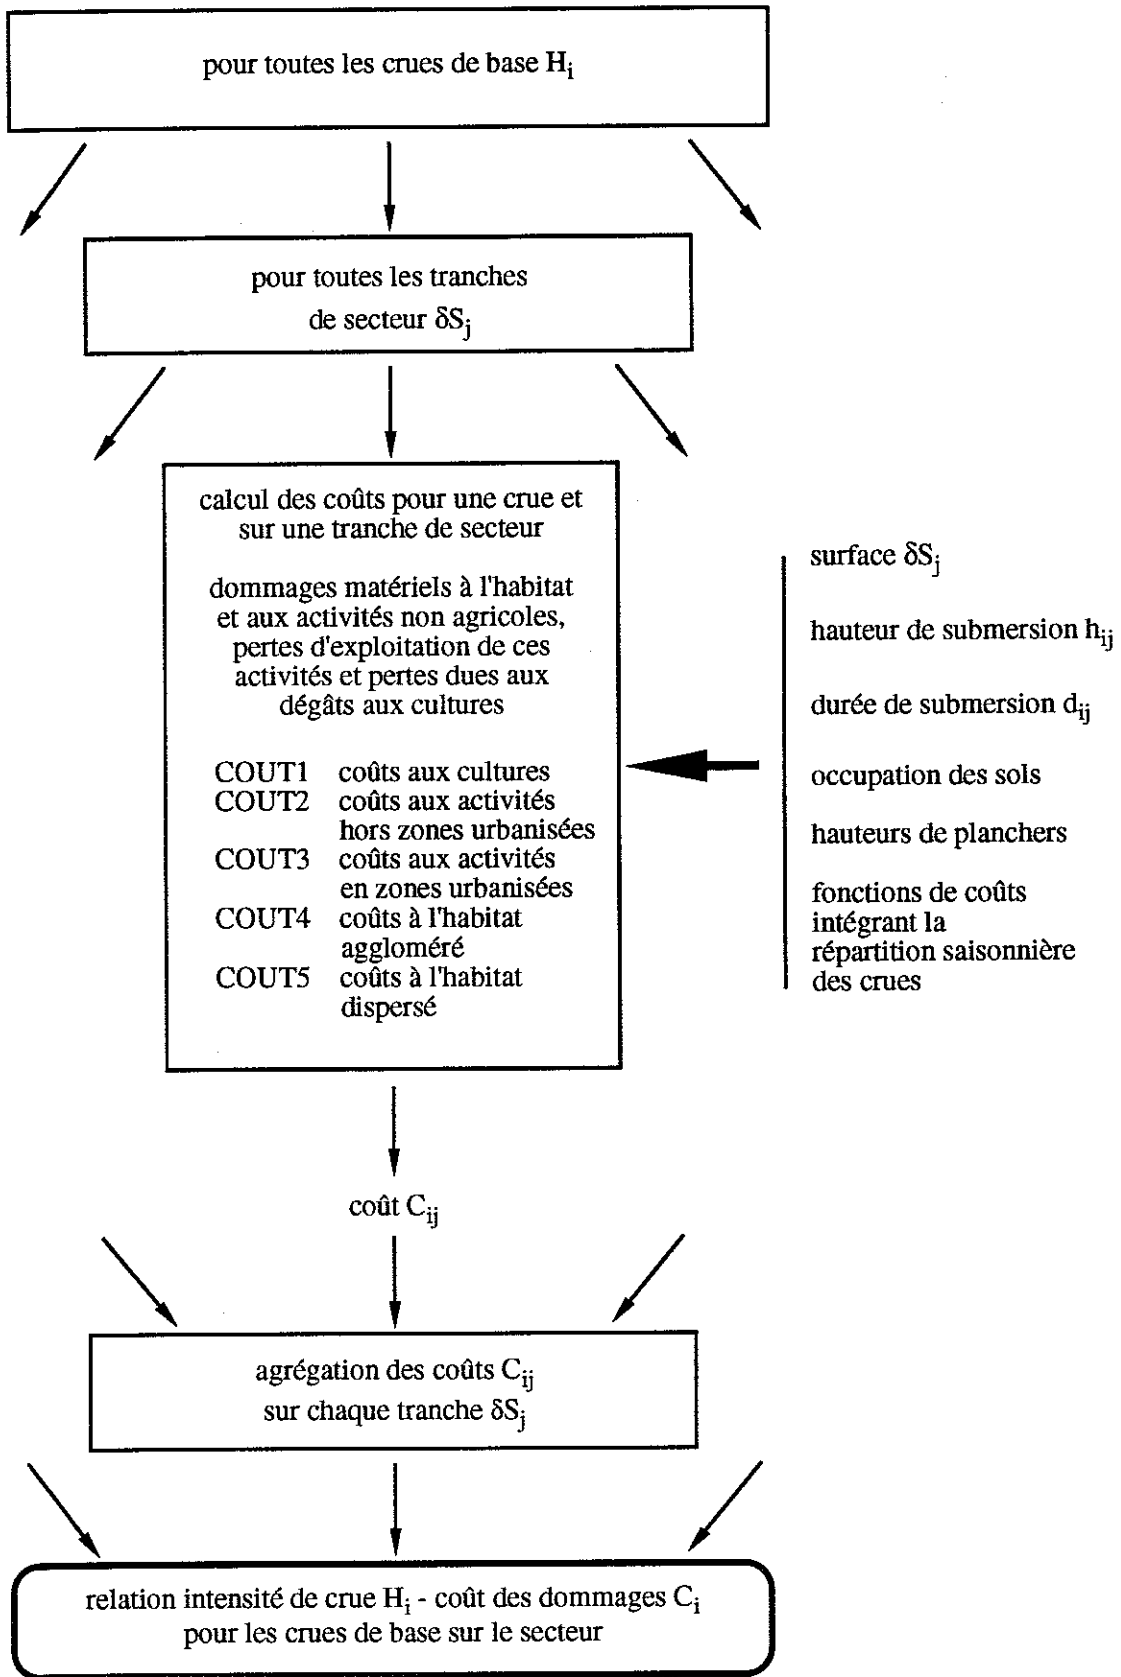 pour toutes les crues de base Hi
pour toutes les tranches
de secteur δSj
calcul des coûts pour une crue et
sur une tranche de secteur
dommages matériels à l'habitat
et aux activités non agricoles,
pertes d'exploitation de ces
activités et pertes dues aux
dégâts aux cultures
COUT1 coûts aux cultures
COUT2 coûts aux activités
hors zones urbanisées
COUT3 coûts aux activités
en zones urbanisées
COUT4 coûts à l'habitat
aggloméré
COUT5 coûts à l'habitat
dispersé
surface δSj
hauteur de submersion hij
durée de submersion dij
occupation des sols
hauteurs de planchers
fonctions de coûts
intégrant la
répartition saisonnière
des crues
coût Cij
agrégation des coûts Cij
sur chaque tranche δSj
relation intensité de crue Hi - coût des dommages Ci
pour les crues de base sur le secteur